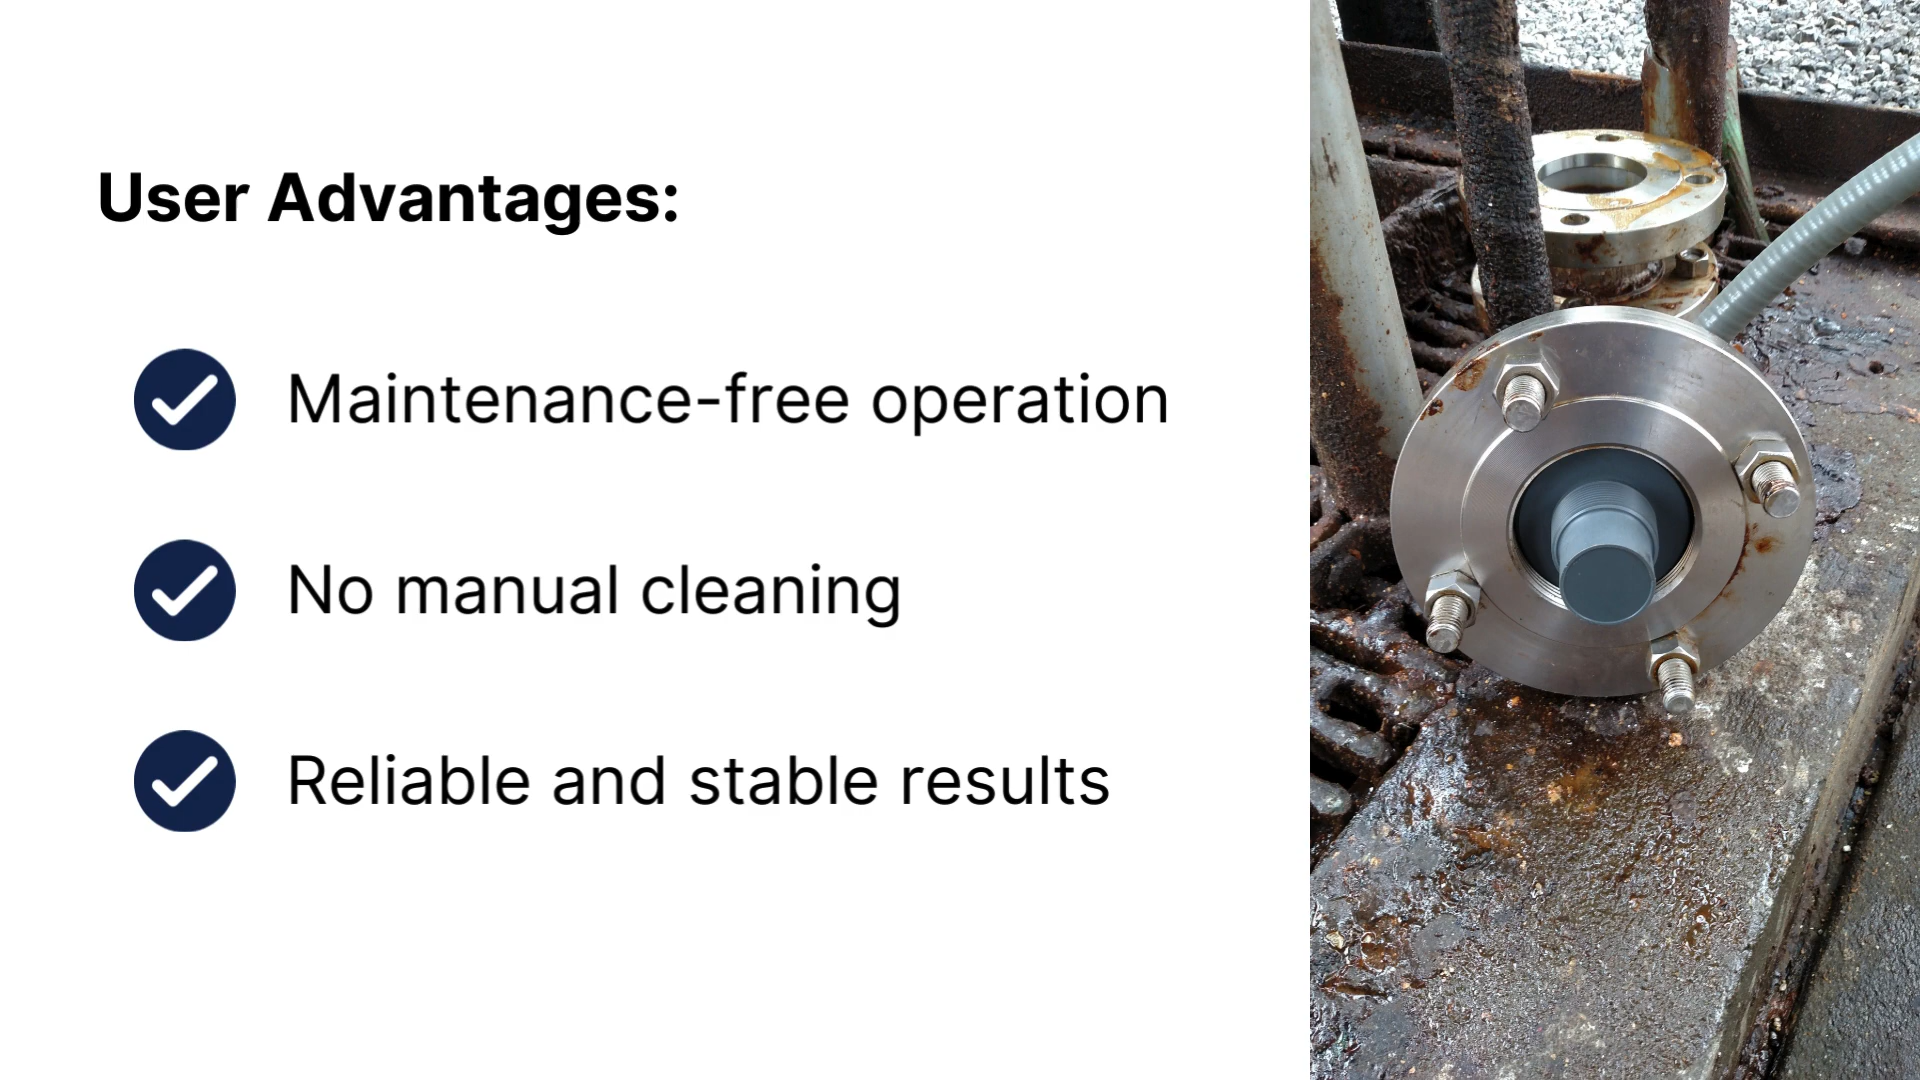 User Advantages:
Maintenance-free operation
No manual cleaning
Reliable and stable results